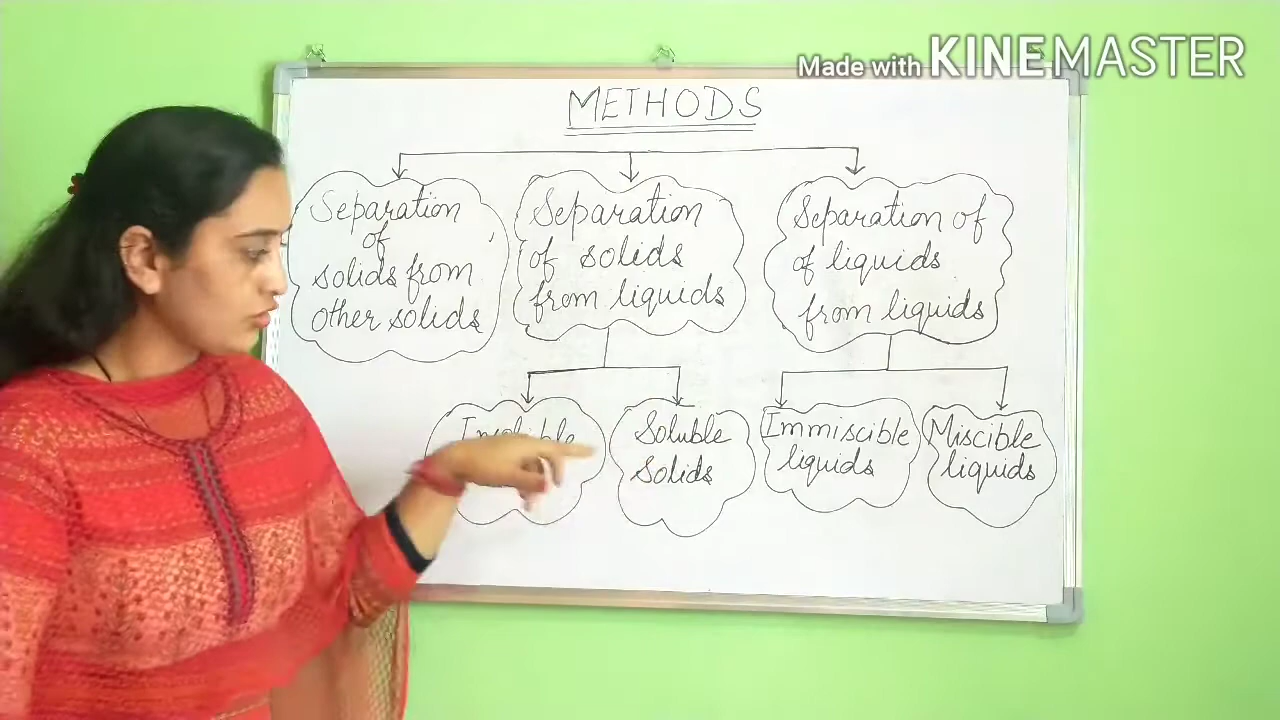 Made with KINEMASTER
METHODS
Separation
of
solids from
other solids
Separation
of solids
from liquids
Separation of
of liquids
from liquids
Soluble
Solids
Immiscible
liquids
Miscible
liquids